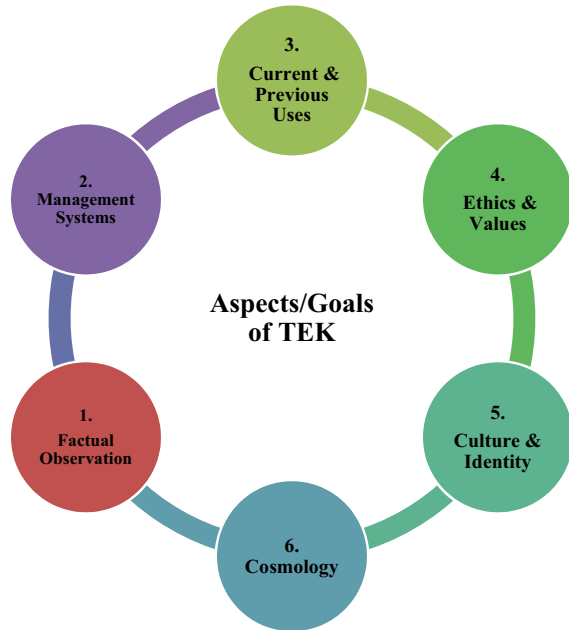 3.
Current &
Previous
Uses
2.
Management
Systems
4.
Ethics &
Values
Aspects/Goals
of TEK
1.
Factual
Observation
5.
Culture &
Identity
6.
Cosmology